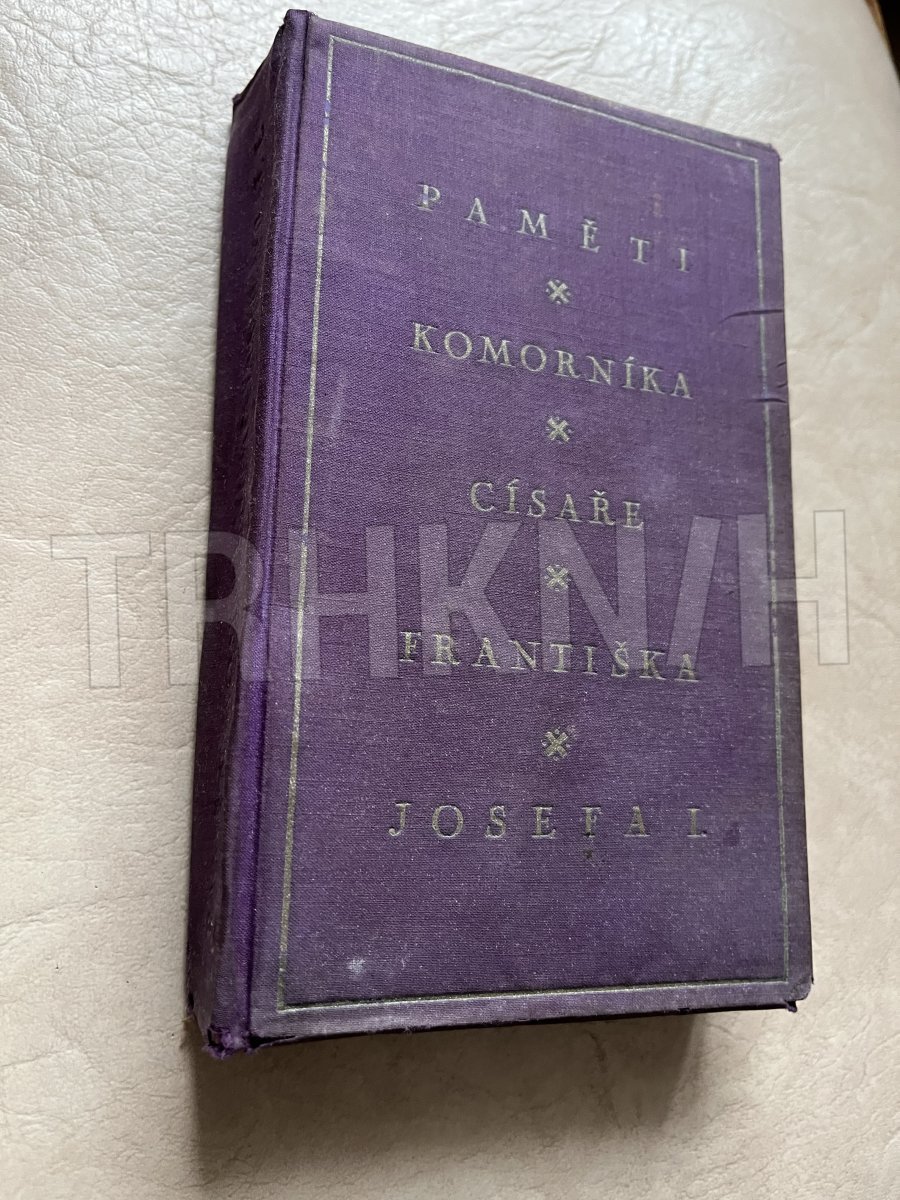 PAMĚTI
KOMORNÍKA
CÍSAŘE
FRANTIŠKA
JOSEFA I.
TRHKNIH